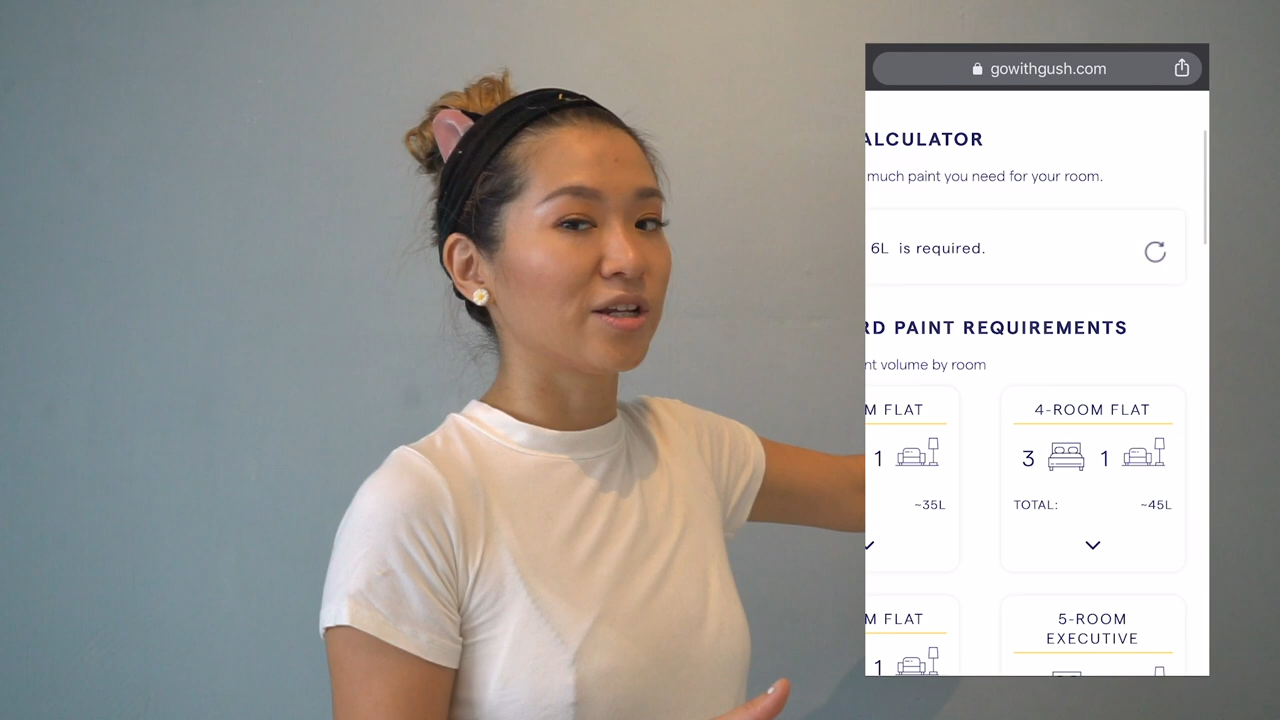 gowithgush.com
ALCULATOR
much paint you need for your room.
6L is required.
RD PAINT REQUIREMENTS
nt volume by room
M FLAT
4-ROOM FLAT
1
3 1
~35L
TOTAL: ~45L
M FLAT
5-ROOM
EXECUTIVE
1